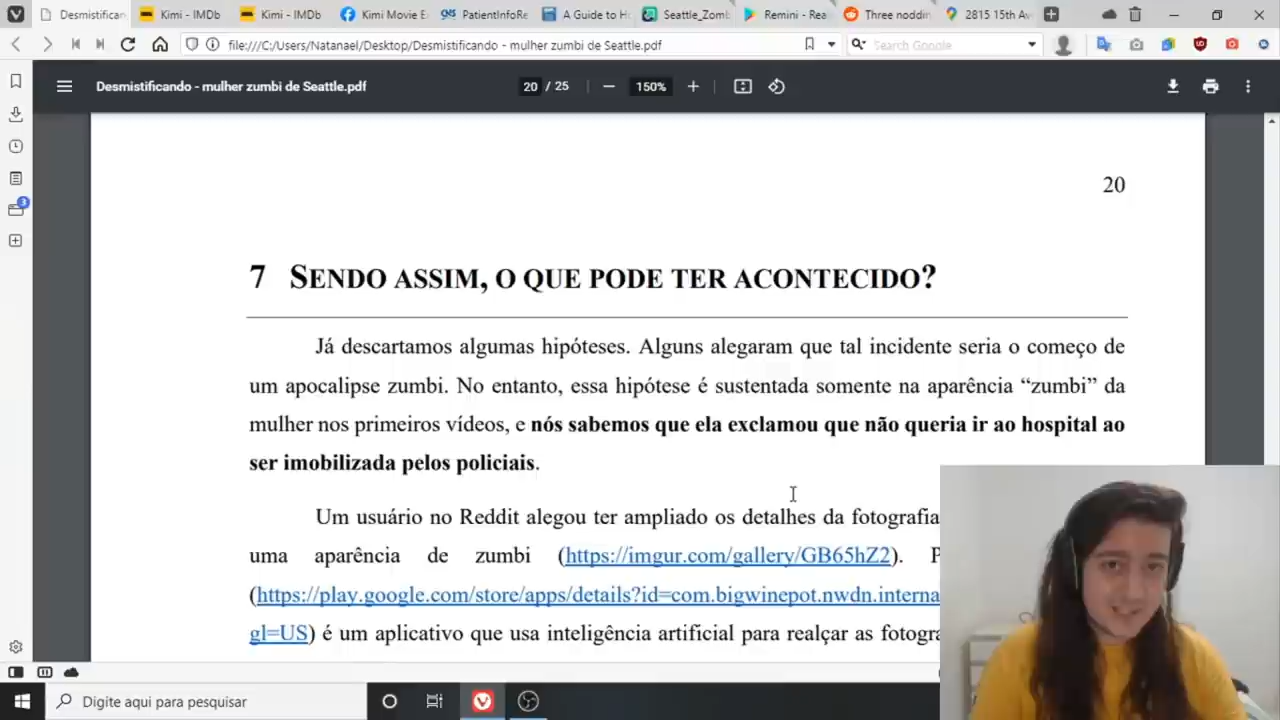 Desmistificando
Kimi - IMDb
Kimi - IMDb
Kimi Movie E
PatientInfoRe
A Guide to H
Seattle_Zomb
Remini - Rea
Three noddin
2815 15th Av
file:///C:/Users/Natanael/Desktop/Desmistificando - mulher zumbi de Seattle.pdf
Search Google
Desmistificando - mulher zumbi de Seattle.pdf
20 / 25
150%
3
20
7 SENDO ASSIM, O QUE PODE TER ACONTECIDO?
Já descartamos algumas hipóteses. Alguns alegaram que tal incidente seria o começo de
um apocalipse zumbi. No entanto, essa hipótese é sustentada somente na aparência “zumbi” da
mulher nos primeiros vídeos, e nós sabemos que ela exclamou que não queria ir ao hospital ao
ser imobilizada pelos policiais.
Um usuário no Reddit alegou ter ampliado os detalhes da fotografia
uma aparência de zumbi (https://imgur.com/gallery/GB65hZ2). P
(https://play.google.com/store/apps/details?id=com.bigwinepot.nwdn.interna
gl=US) é um aplicativo que usa inteligência artificial para realçar as fotogra
Digite aqui para pesquisar